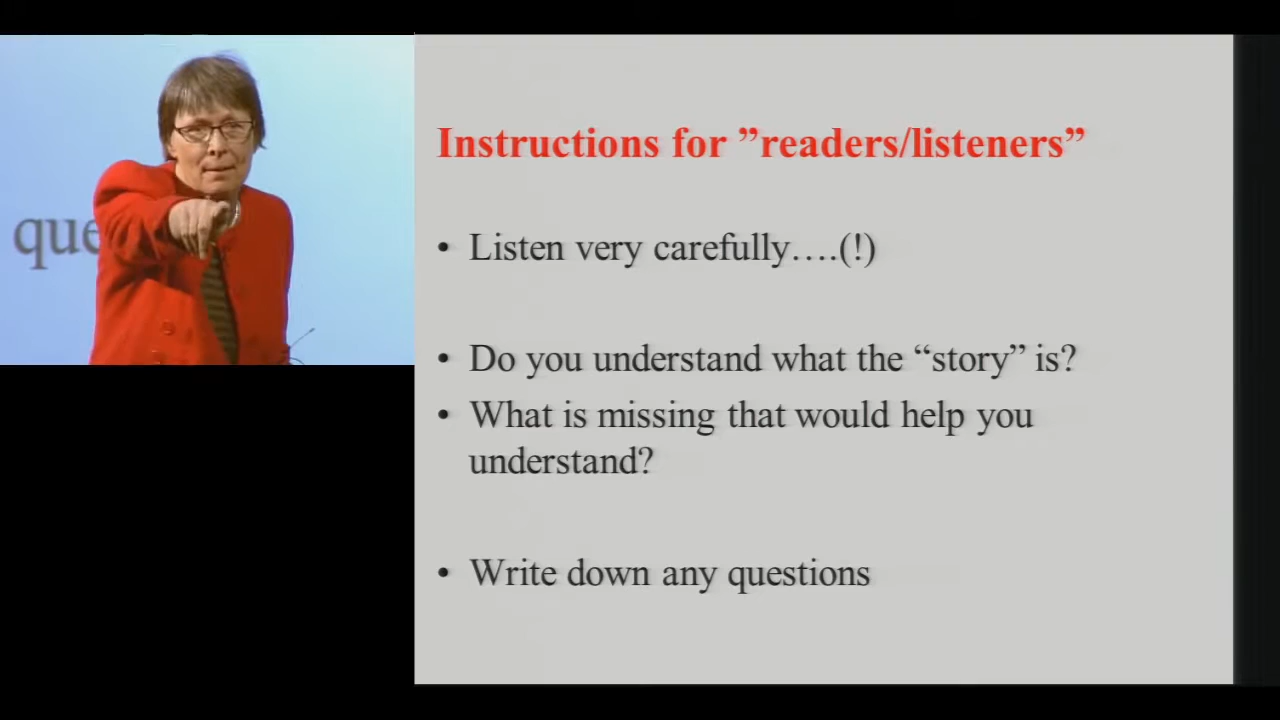 que
Instructions for ”readers/listeners”
• Listen very carefully….(!)
• Do you understand what the “story” is?
• What is missing that would help you
understand?
• Write down any questions